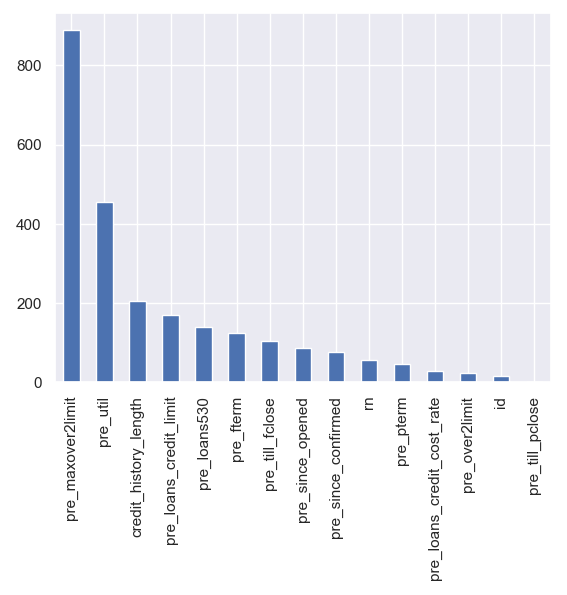 800
600
400
200
0
pre_maxover2limit
pre_util
credit_history_length
pre_loans_credit_limit
pre_loans530
pre_fterm
pre_till_fclose
pre_since_opened
pre_since_confirmed
rn
pre_pterm
pre_loans_credit_cost_rate
pre_over2limit
id
pre_till_pclose